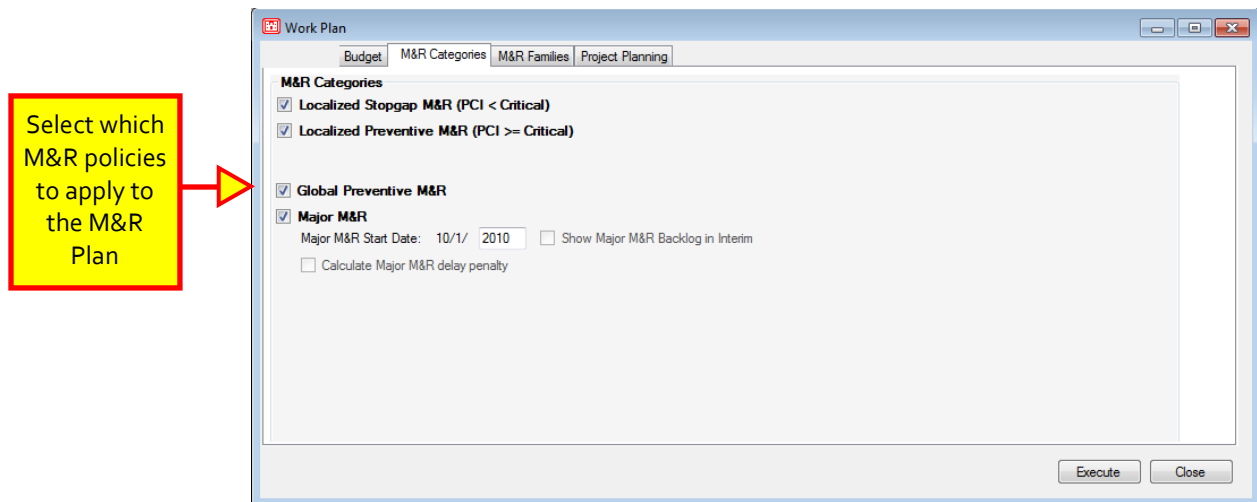 Work Plan
Budget M&R Categories M&R Families Project Planning
M&R Categories
Localized Stopgap M&R (PCI < Critical)
Localized Preventive M&R (PCI >= Critical)
Global Preventive M&R
Major M&R
Major M&R Start Date: 10/1/ 2010 Show Major M&R Backlog in Interim
Calculate Major M&R delay penalty
Execute Close
Select which
M&R policies
to apply to
the M&R
Plan